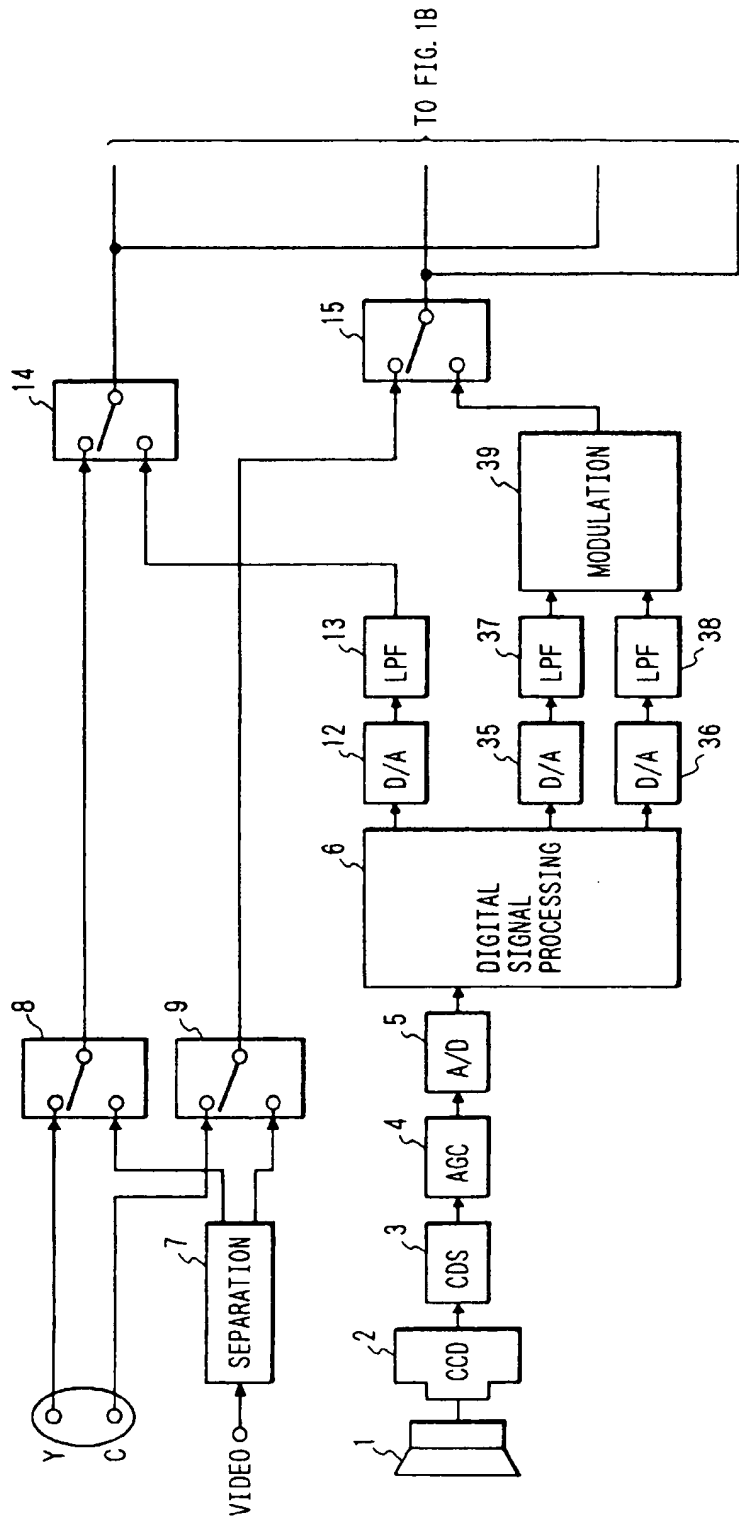 Y
C
VIDEO
7
SEPARATION
8
9
14
15
TO FIG. 1B
1
2
CCD
3
CDS
4
AGC
5
A/D
6
DIGITAL
SIGNAL
PROCESSING
12
D/A
13
LPF
35
D/A
37
LPF
36
D/A
38
LPF
39
MODULATION